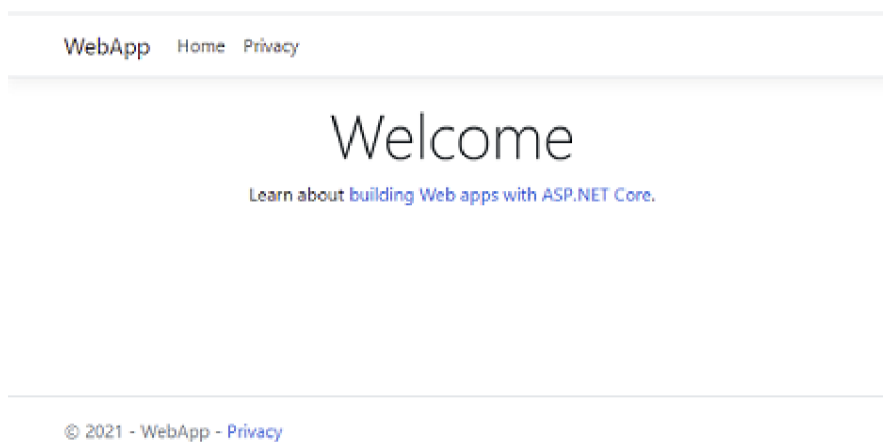 WebApp Home Privacy
Welcome
Learn about building Web apps with ASP.NET Core.
© 2021 - WebApp - Privacy